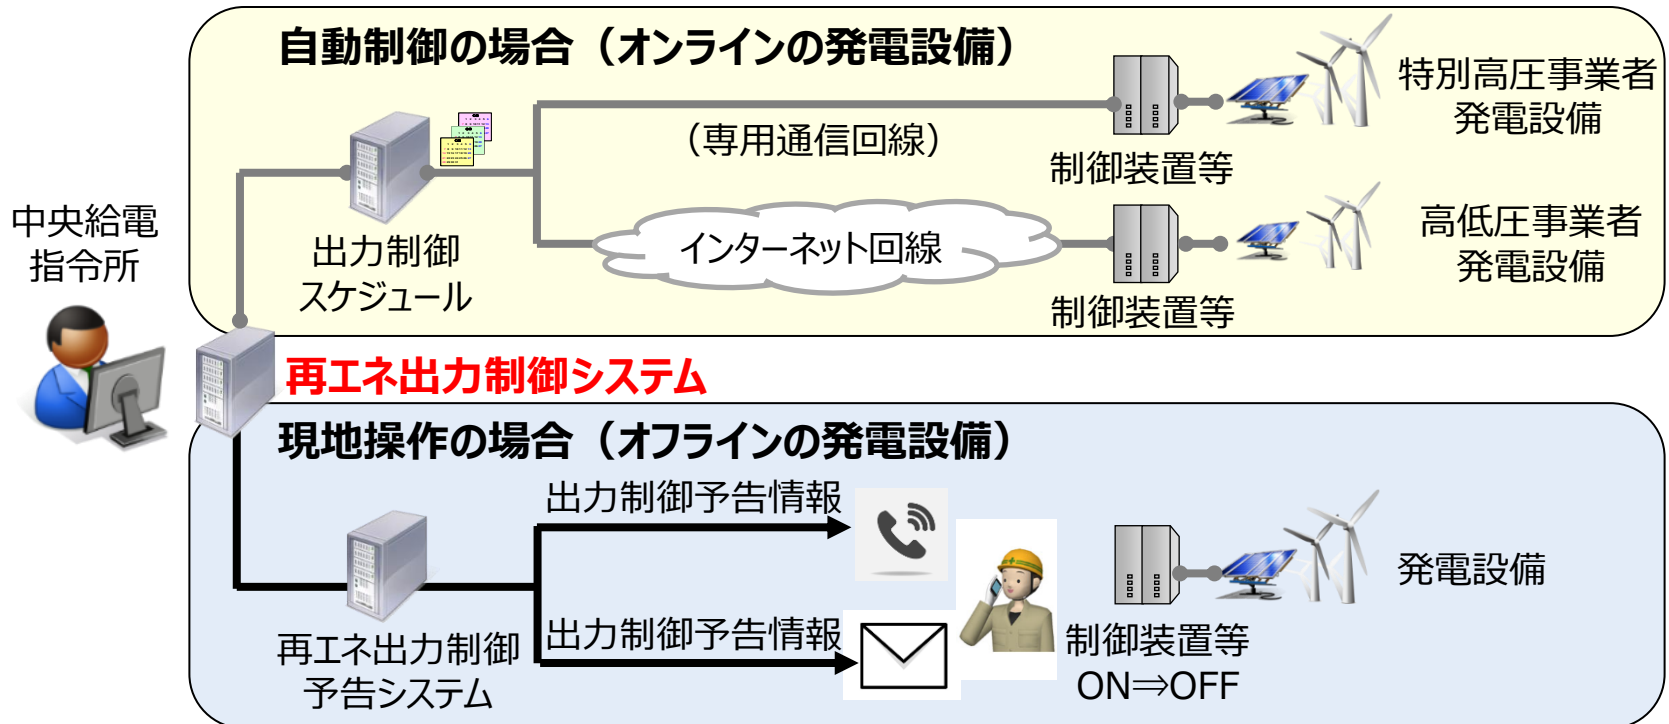 自動制御の場合（オンラインの発電設備）
特別高圧事業者
発電設備
（専用通信回線）
制御装置等
中央給電
指令所
出力制御
スケジュール
インターネット回線
高低圧事業者
発電設備
制御装置等
再エネ出力制御システム
現地操作の場合（オフラインの発電設備）
出力制御予告情報
発電設備
出力制御予告情報
再エネ出力制御
予告システム
制御装置等
ON⇒OFF